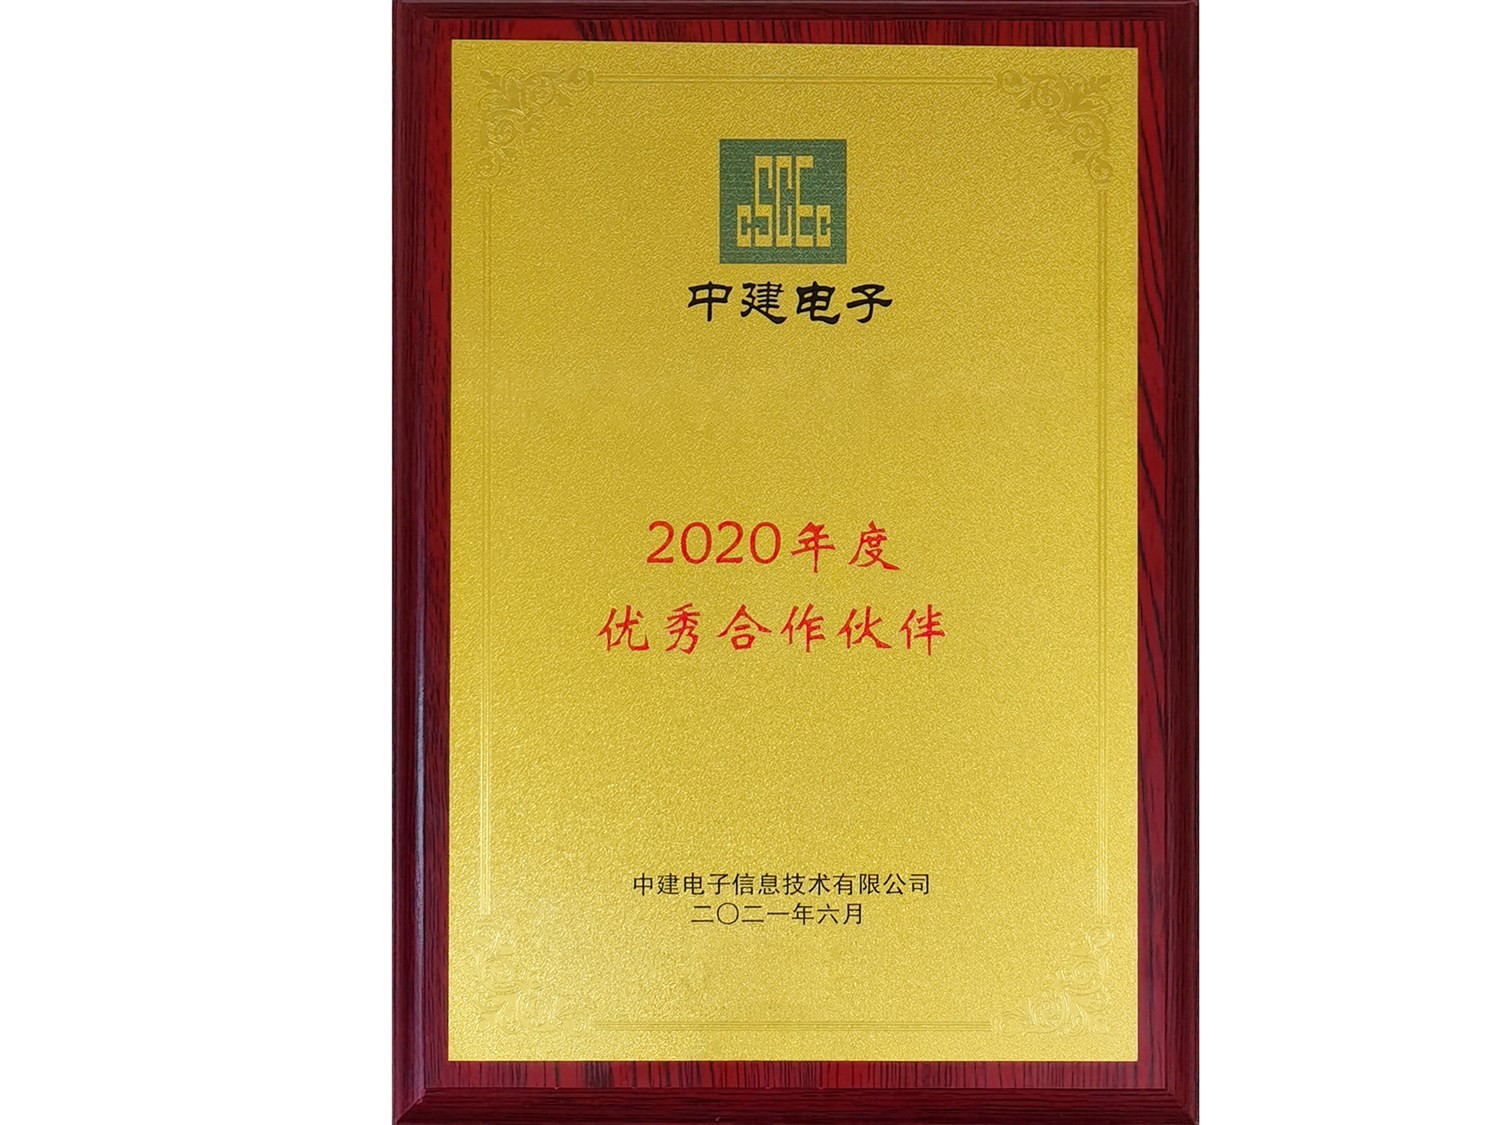 CSCEC
中建电子
2020年度
优秀合作伙伴
中建电子信息技术有限公司
二〇二一年六月